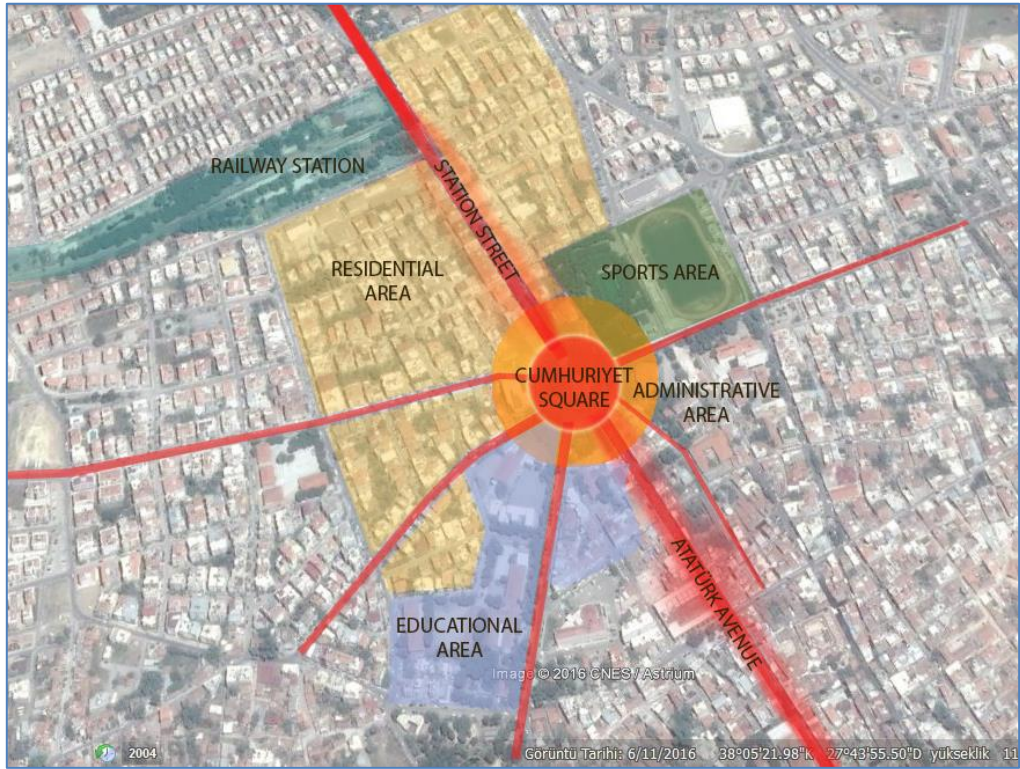 RAILWAY STATION
STATION STREET
RESIDENTIAL
AREA
SPORTS AREA
CUMHURIYET
SQUARE
ADMINISTRATIVE
AREA
ATATÜRK AVENUE
EDUCATIONAL
AREA
Image © 2016 CNES / Astrium
2004
Görüntü Tarihi: 6/11/2016 38°05'21.98"K 27°43'55.50"D yükseklik 11